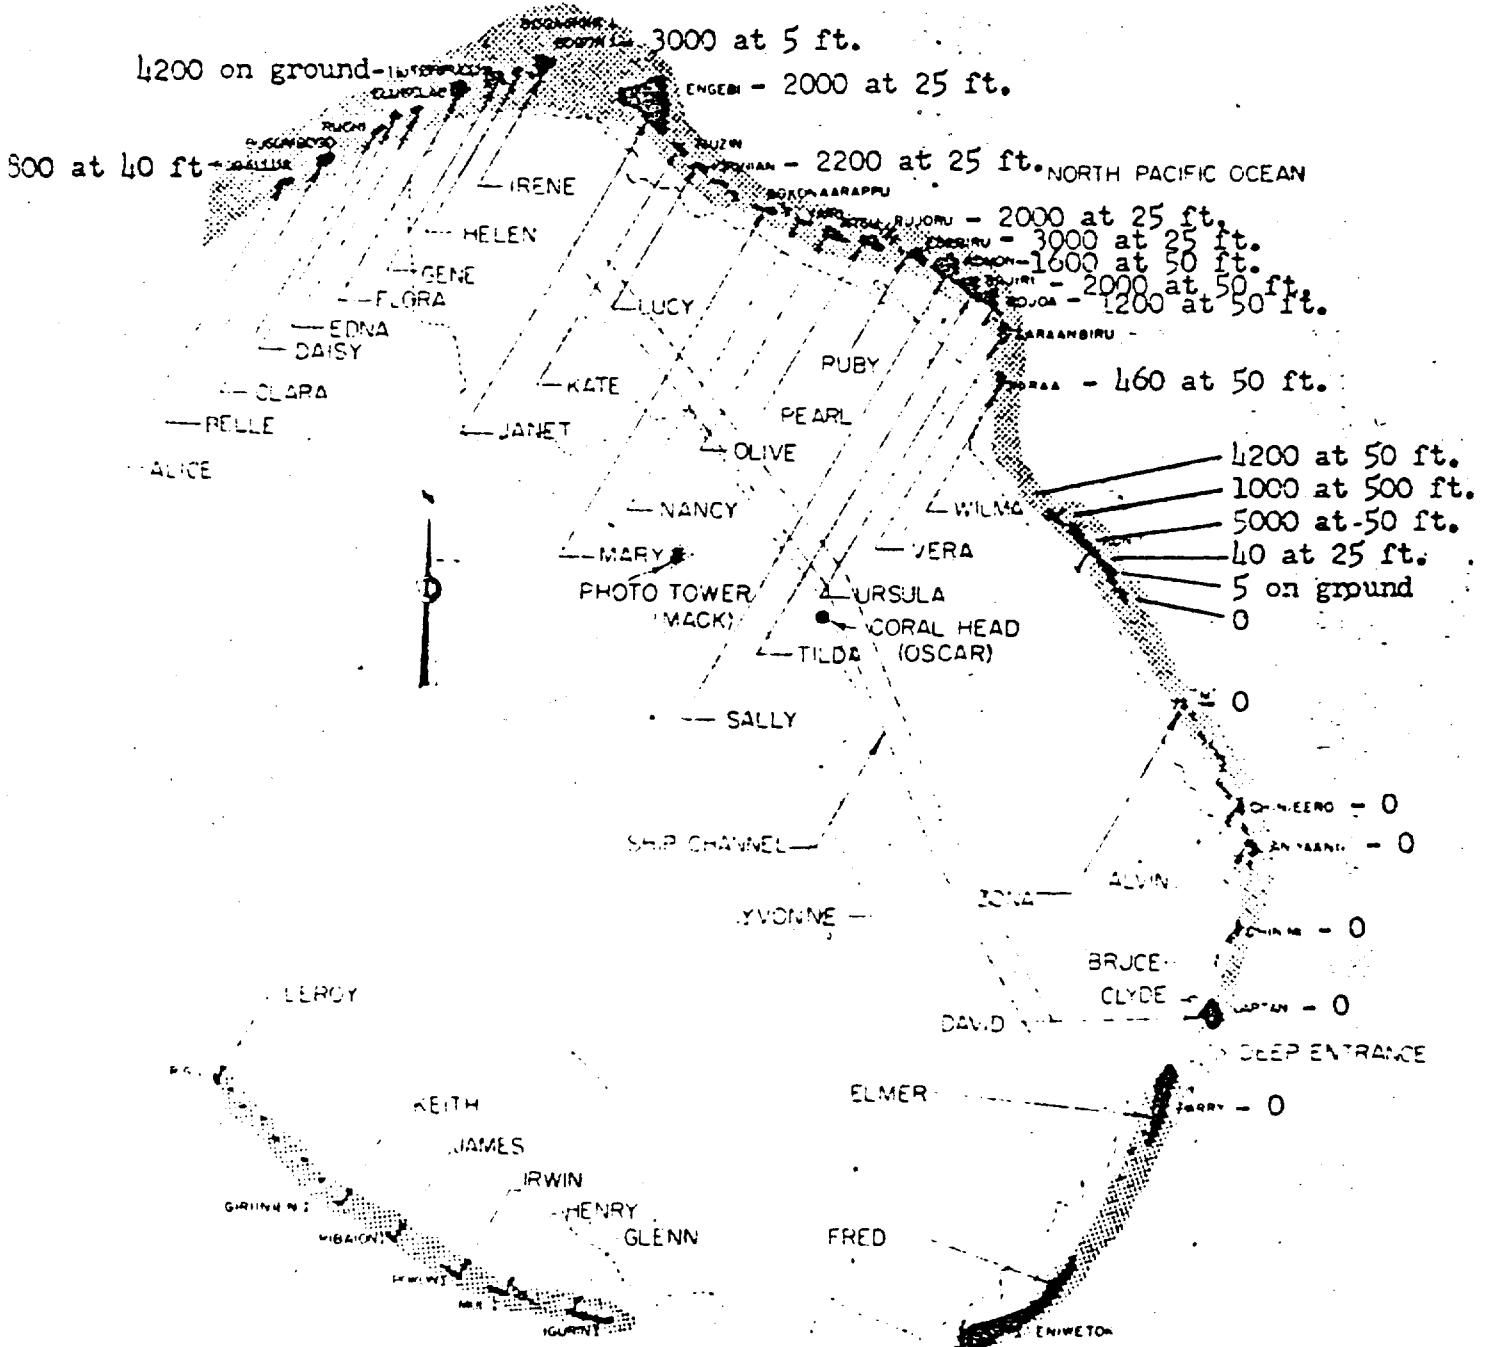 3000 at 5 ft.
4200 on ground
ENGEBI - 2000 at 25 ft.
RUCHI
800 at 40 ft
- 2200 at 25 ft.
NORTH PACIFIC OCEAN
IRENE
BOKONAARAPPU
RUJORU - 2000 at 25 ft.
HELEN
- 3000 at 25 ft.
-1600 at 50 ft.
GENE
- 2000 at 50 ft.
FLORA
LUCY
- 1200 at 50 ft.
EDNA
DAISY
RUBY
KATE
- 460 at 50 ft.
CLARA
PEARL
BELLE
JANET
OLIVE
ALICE
4200 at 50 ft.
1000 at 500 ft.
NANCY
WILMA
5000 at 50 ft.
MARY
VERA
40 at 25 ft.
PHOTO TOWER
(MACK)
URSULA
5 on ground
0
CORAL HEAD
(OSCAR)
TILDA
- 0
SALLY
CHINIEERO - 0
SHIP CHANNEL
- 0
ALVIN
ZONA
YVONNE
- 0
BRUCE
LEROY
CLYDE
- 0
DAVID
DEEP ENTRANCE
ELMER
KEITH
PARRY - 0
JAMES
IRWIN
HENRY
GLENN
FRED
ENIWETOK